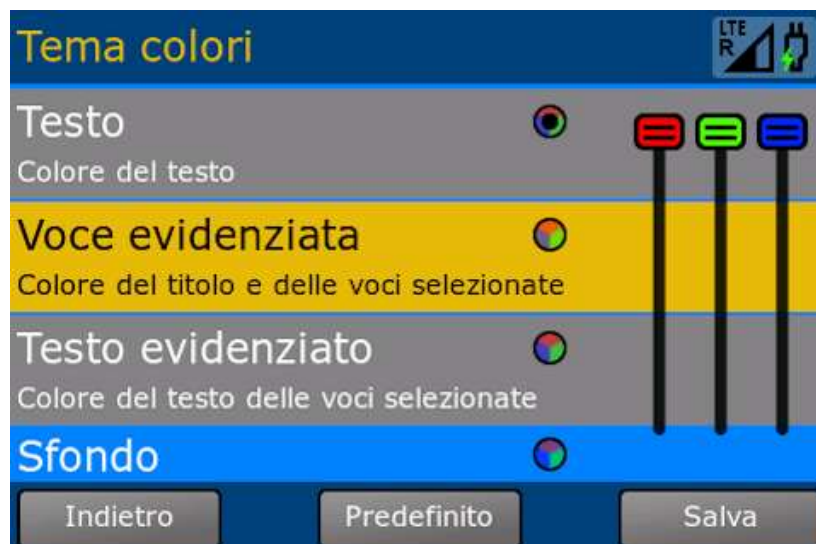 Tema colori
LTE
R
Testo
Colore del testo
Voce evidenziata
Colore del titolo e delle voci selezionate
Testo evidenziato
Colore del testo delle voci selezionate
Sfondo
Indietro
Predefinito
Salva